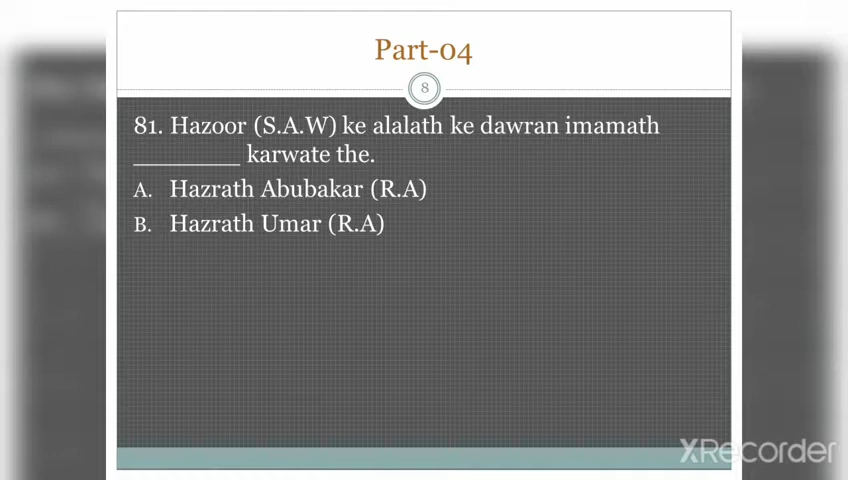 Part-04
8
81. Hazoor (S.A.W) ke alalath ke dawran imamath
________ karwate the.
A. Hazrath Abubakar (R.A)
B. Hazrath Umar (R.A)
XRecorder